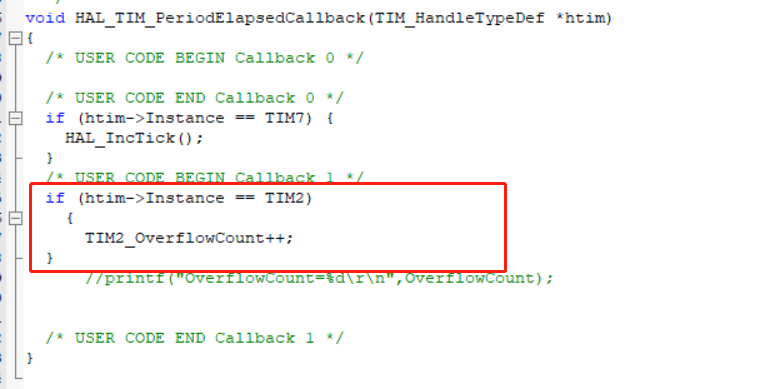 void HAL_TIM_PeriodElapsedCallback(TIM_HandleTypeDef *htim)
{
/* USER CODE BEGIN Callback 0 */
/* USER CODE END Callback 0 */
if (htim->Instance == TIM7) {
HAL_IncTick();
}
/* USER CODE BEGIN Callback 1 */
if (htim->Instance == TIM2)
{
TIM2_OverflowCount++;
}
//printf("OverflowCount=%d\r\n",OverflowCount);
/* USER CODE END Callback 1 */
}